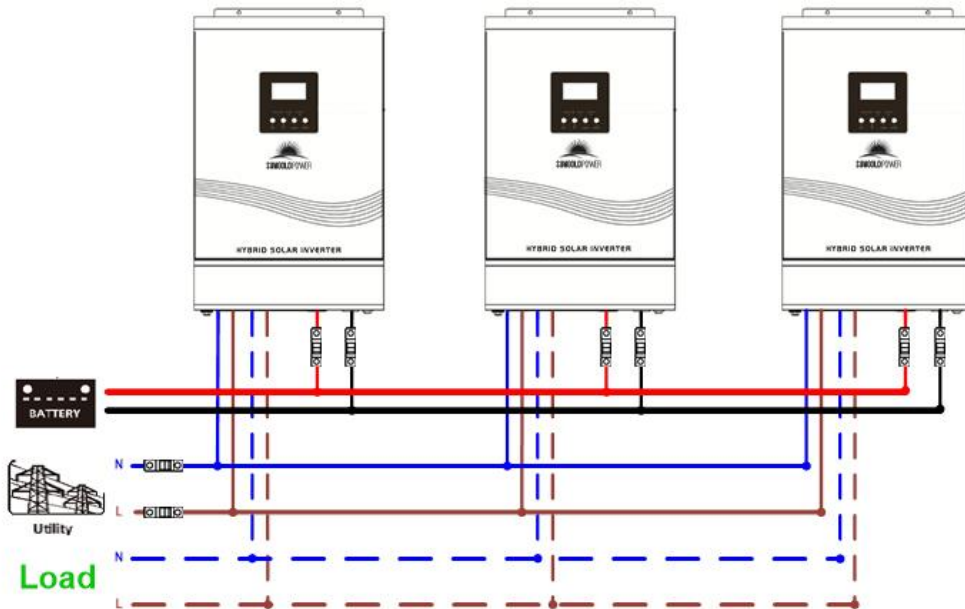 SUNGOLDPOWER
SUNGOLDPOWER
SUNGOLDPOWER
HYBRID SOLAR INVERTER
HYBRID SOLAR INVERTER
HYBRID SOLAR INVERTER
BATTERY
N
L
Utility
N
Load
L